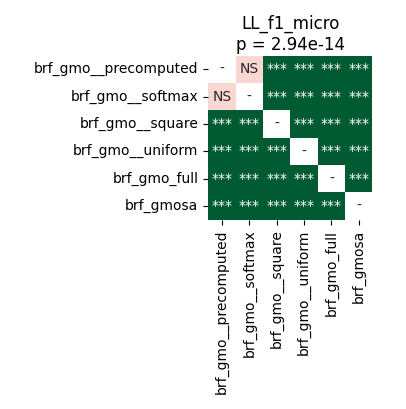 LL_f1_micro
p = 2.94e-14
brf_gmo__precomputed - NS *** *** *** ***
brf_gmo__softmax NS - *** *** *** ***
brf_gmo__square *** *** - *** *** ***
brf_gmo__uniform *** *** *** - *** ***
brf_gmo_full *** *** *** *** - ***
brf_gmosa *** *** *** *** *** -
brf_gmo__precomputed
brf_gmo__softmax
brf_gmo__square
brf_gmo__uniform
brf_gmo_full
brf_gmosa